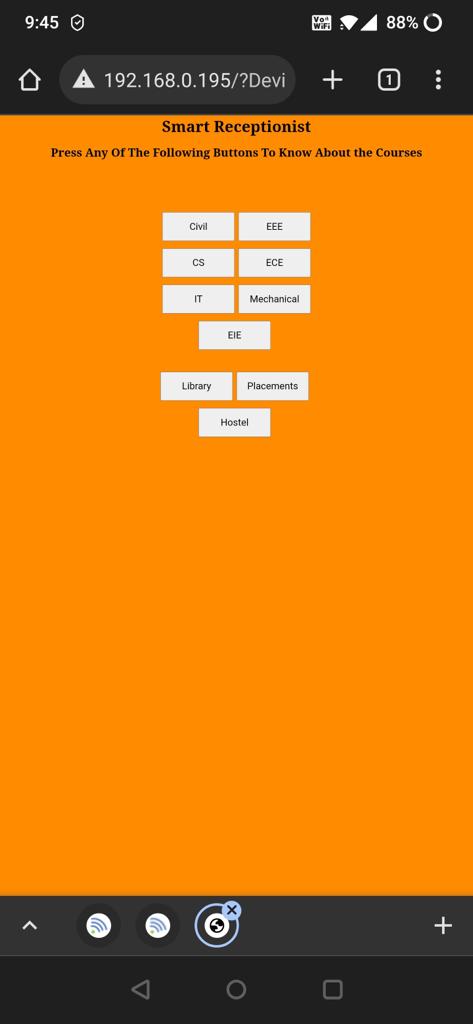 9:45 Vo)) WiFi 88%
192.168.0.195/?Devi 1
Smart Receptionist
Press Any Of The Following Buttons To Know About the Courses
Civil EEE
CS ECE
IT Mechanical
EIE
Library Placements
Hostel